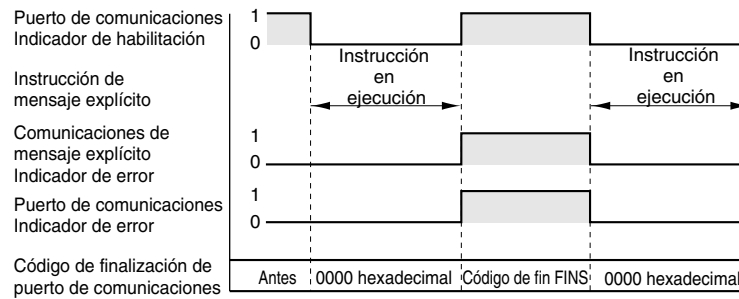 Puerto de comunicaciones
Indicador de habilitación
1
0
Instrucción
en
ejecución
Instrucción
en
ejecución
Instrucción de
mensaje explícito
Comunicaciones de
mensaje explícito
Indicador de error
1
0
Puerto de comunicaciones
Indicador de error
1
0
Código de finalización de
puerto de comunicaciones
Antes
0000 hexadecimal
Código de fin FINS
0000 hexadecimal